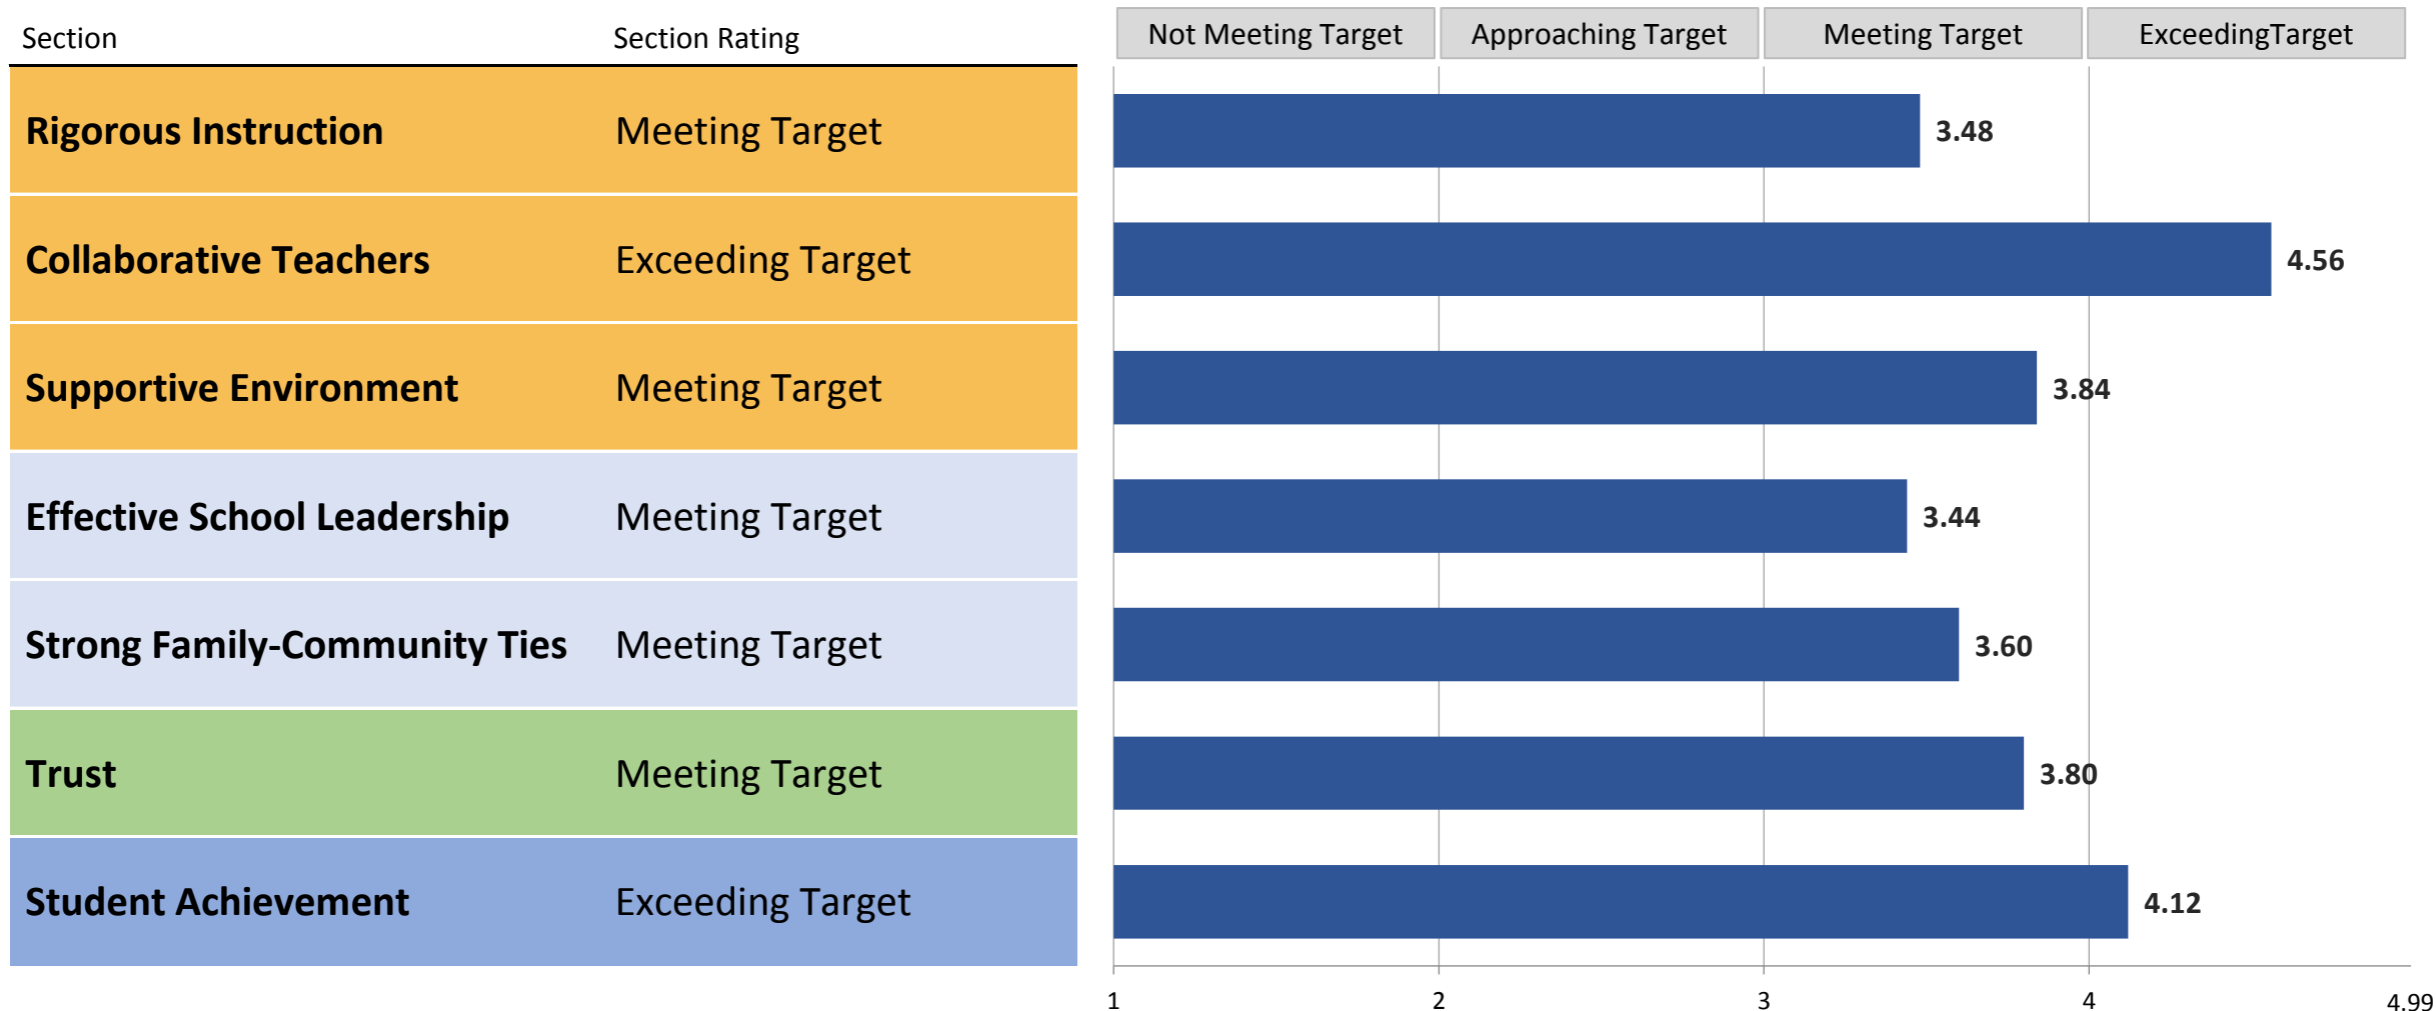 Section Section Rating Not Meeting Target Approaching Target Meeting Target ExceedingTarget
Rigorous Instruction Meeting Target 3.48
Collaborative Teachers Exceeding Target 4.56
Supportive Environment Meeting Target 3.84
Effective School Leadership Meeting Target 3.44
Strong Family-Community Ties Meeting Target 3.60
Trust Meeting Target 3.80
Student Achievement Exceeding Target 4.12
1 2 3 4 4.99